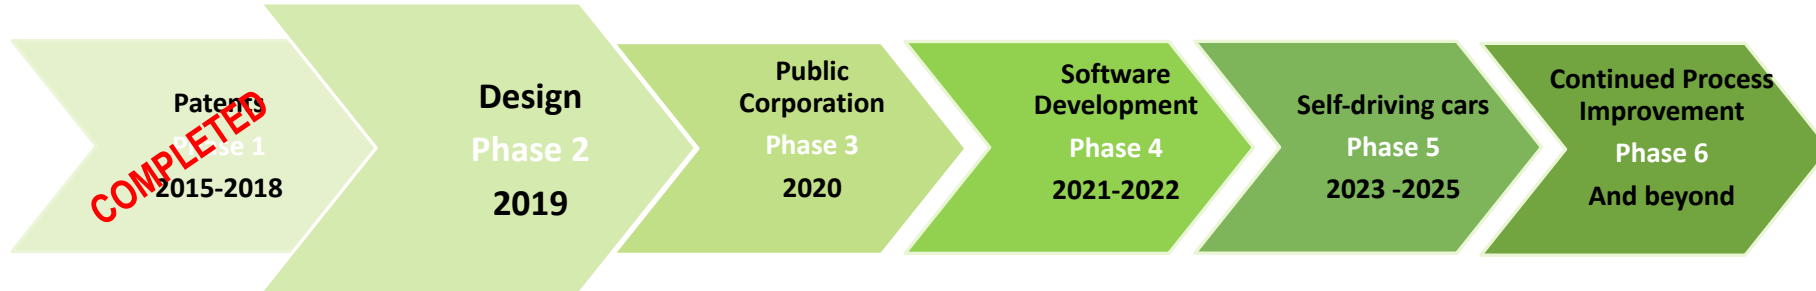 Patents
Phase 1
2015-2018
COMPLETED
Design
Phase 2
2019
Public
Corporation
Phase 3
2020
Software
Development
Phase 4
2021-2022
Self-driving cars
Phase 5
2023 -2025
Continued Process
Improvement
Phase 6
And beyond